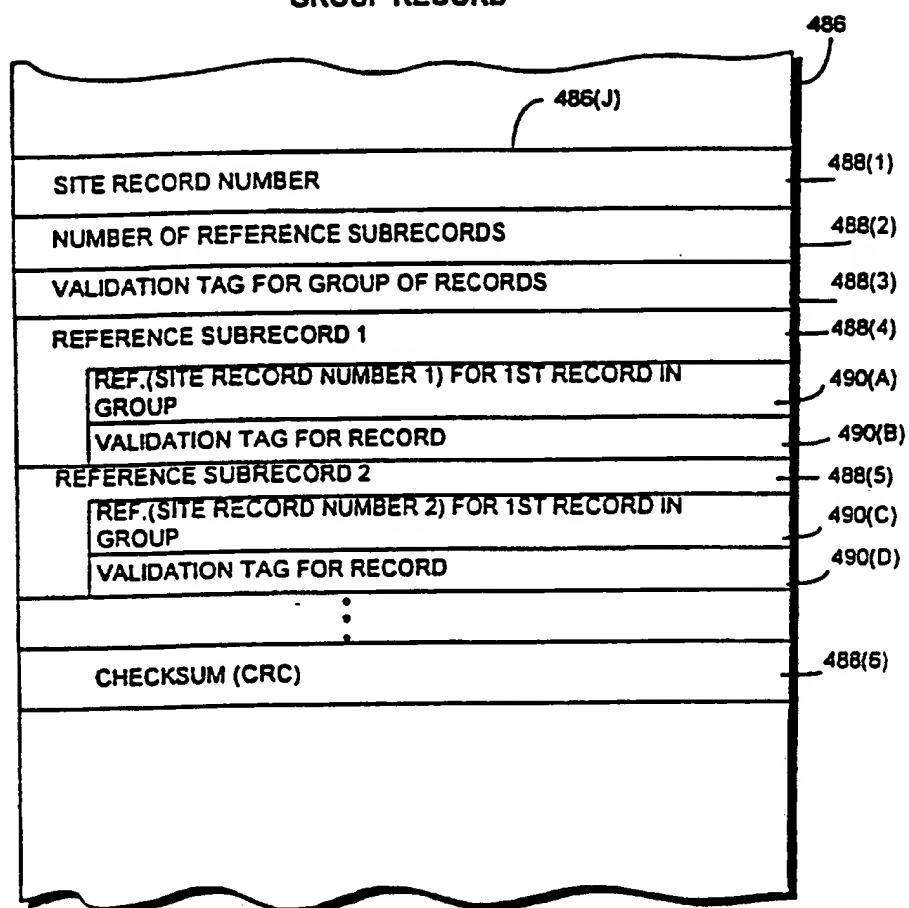 GROUP RECORD
486
486(J)
SITE RECORD NUMBER
488(1)
NUMBER OF REFERENCE SUBRECORDS
488(2)
VALIDATION TAG FOR GROUP OF RECORDS
488(3)
REFERENCE SUBRECORD 1
488(4)
REF.(SITE RECORD NUMBER 1) FOR 1ST RECORD IN
GROUP
490(A)
VALIDATION TAG FOR RECORD
490(B)
REFERENCE SUBRECORD 2
488(5)
REF.(SITE RECORD NUMBER 2) FOR 1ST RECORD IN
GROUP
490(C)
VALIDATION TAG FOR RECORD
490(D)
CHECKSUM (CRC)
488(6)